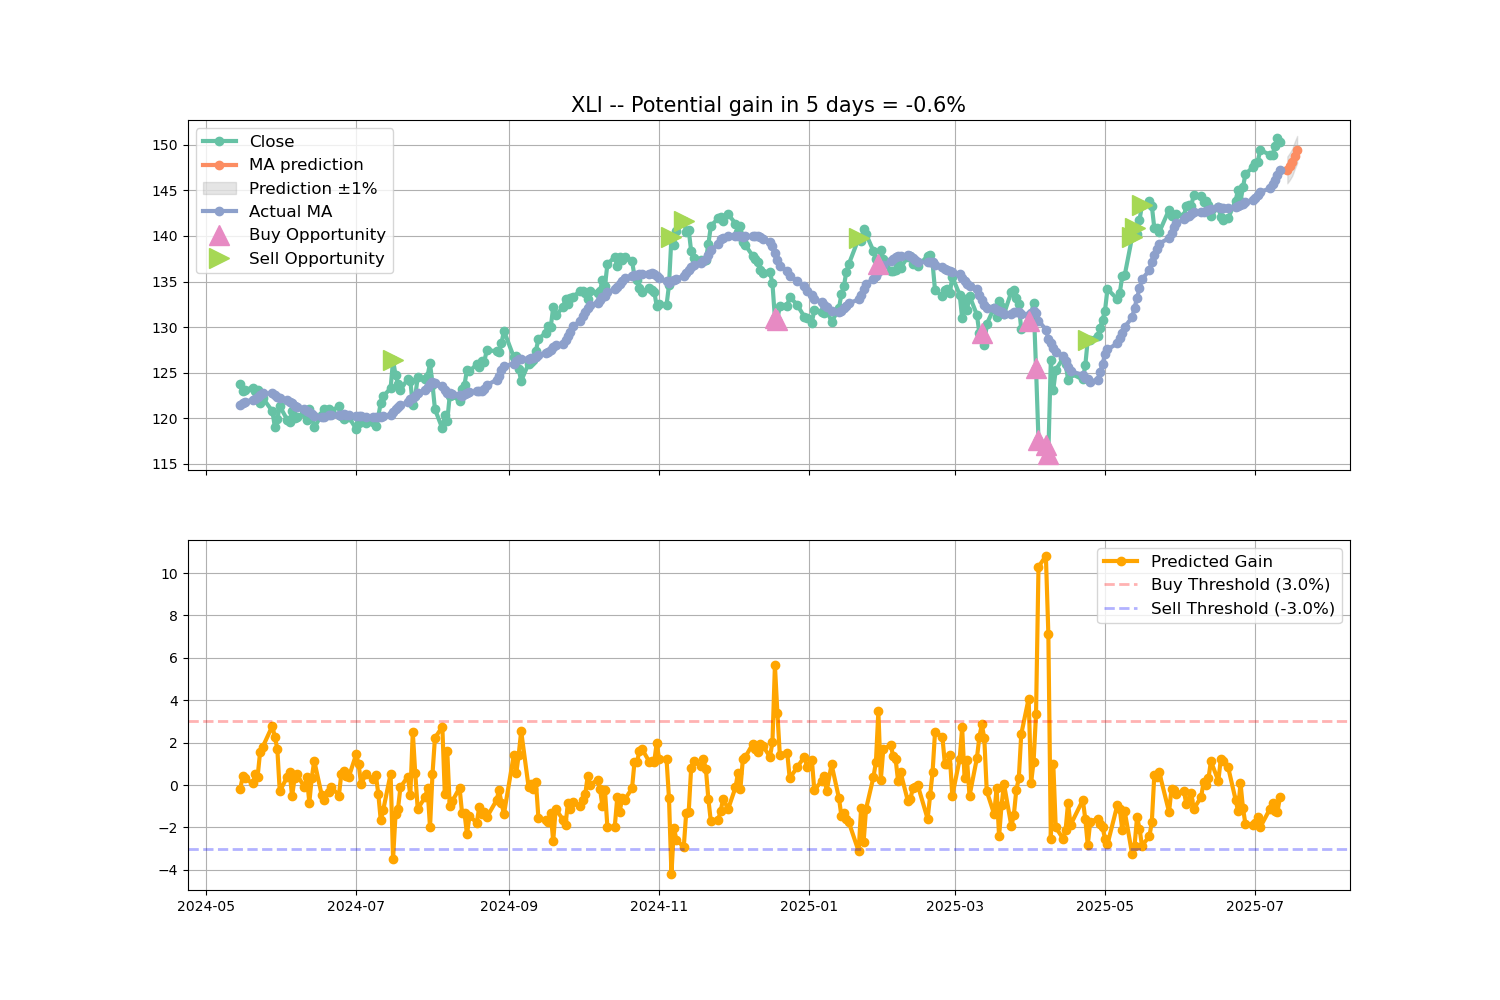 XLI -- Potential gain in 5 days = -0.6%
150
145
140
135
130
125
120
115
Close
MA prediction
Prediction ±1%
Actual MA
Buy Opportunity
Sell Opportunity
10
8
6
4
2
0
−2
−4
Predicted Gain
Buy Threshold (3.0%)
Sell Threshold (-3.0%)
2024-05
2024-07
2024-09
2024-11
2025-01
2025-03
2025-05
2025-07